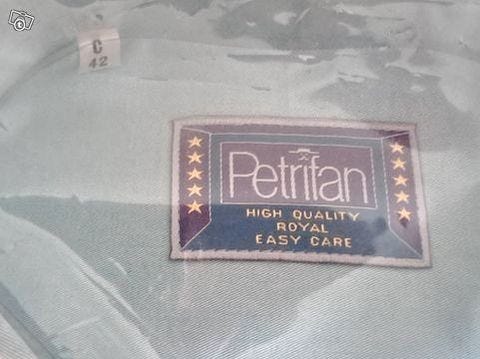 C
42
Petrifan
HIGH QUALITY
ROYAL
EASY CARE